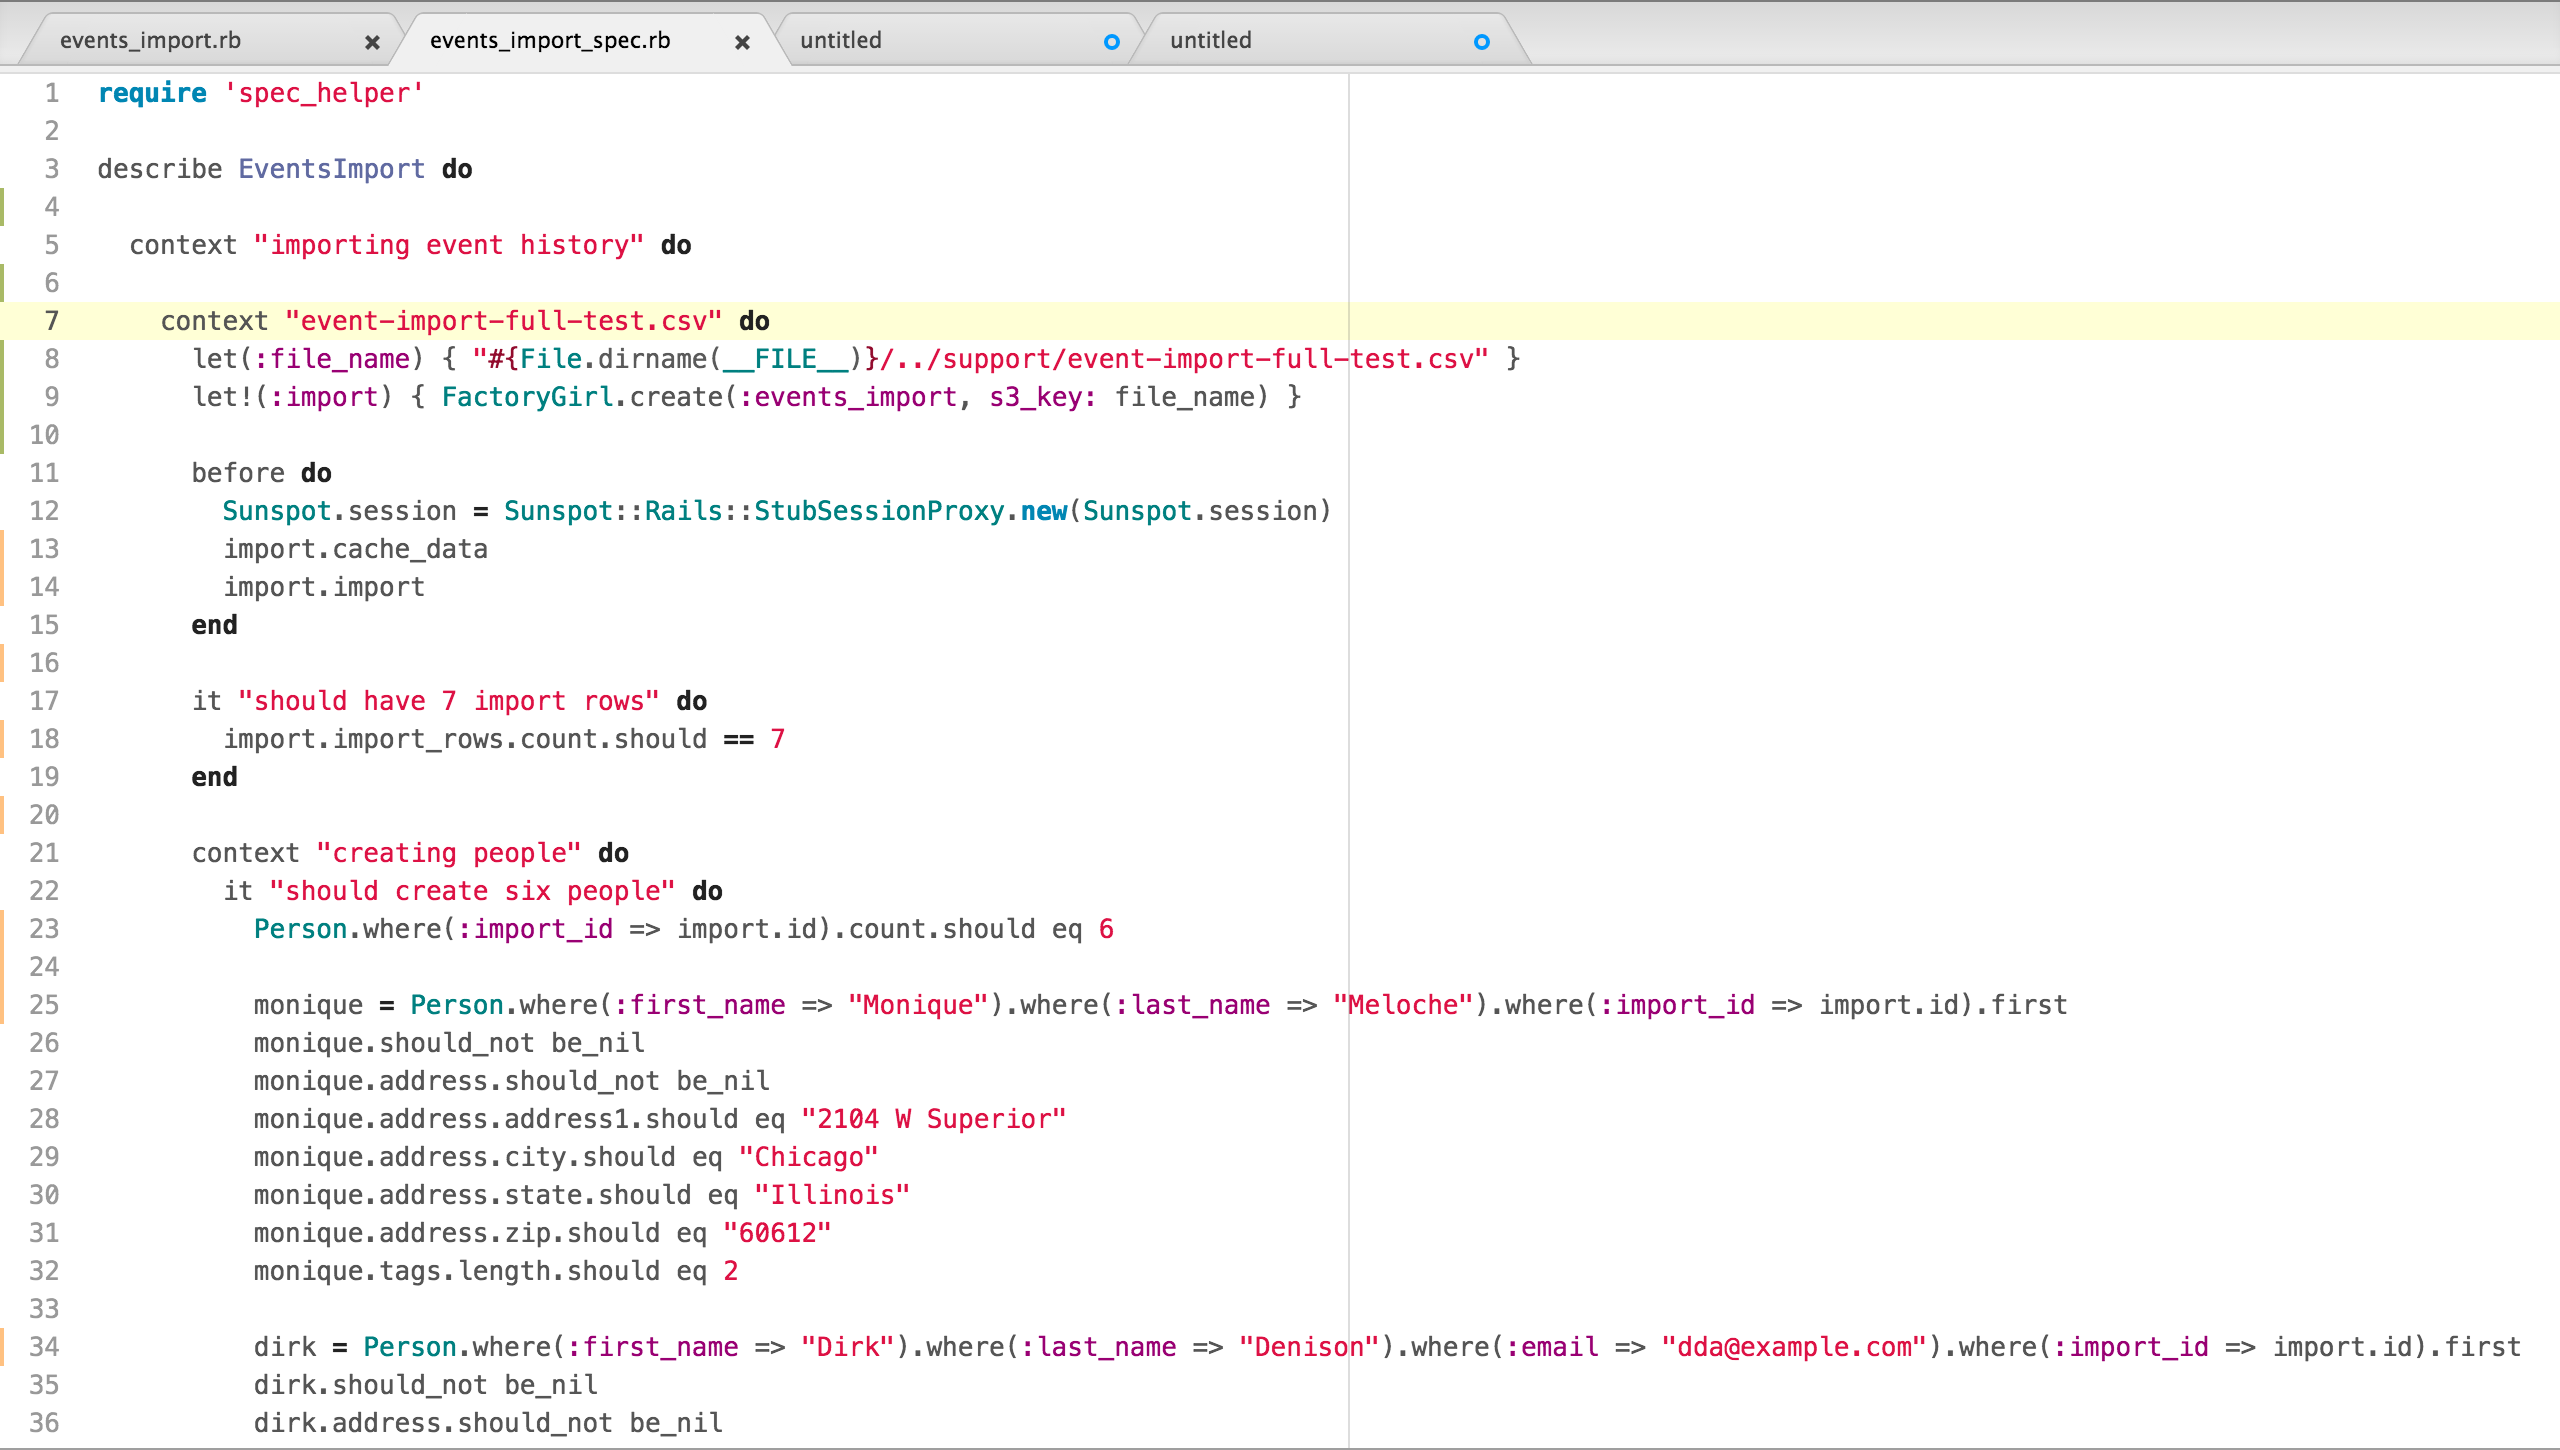 events_import.rb
events_import_spec.rb
untitled
untitled
1 require 'spec_helper'
2
3 describe EventsImport do
4
5   context "importing event history" do
6
7     context "event-import-full-test.csv" do
8       let(:file_name) { "#{File.dirname(__FILE__)}/../support/event-import-full-test.csv" }
9       let!(:import) { FactoryGirl.create(:events_import, s3_key: file_name) }
10
11       before do
12         Sunspot.session = Sunspot::Rails::StubSessionProxy.new(Sunspot.session)
13         import.cache_data
14         import.import
15       end
16
17       it "should have 7 import rows" do
18         import.import_rows.count.should == 7
19       end
20
21       context "creating people" do
22         it "should create six people" do
23           Person.where(:import_id => import.id).count.should eq 6
24
25           monique = Person.where(:first_name => "Monique").where(:last_name => "Meloche").where(:import_id => import.id).first
26           monique.should_not be_nil
27           monique.address.should_not be_nil
28           monique.address.address1.should eq "2104 W Superior"
29           monique.address.city.should eq "Chicago"
30           monique.address.state.should eq "Illinois"
31           monique.address.zip.should eq "60612"
32           monique.tags.length.should eq 2
33
34           dirk = Person.where(:first_name => "Dirk").where(:last_name => "Denison").where(:email => "dda@example.com").where(:import_id => import.id).first
35           dirk.should_not be_nil
36           dirk.address.should_not be_nil